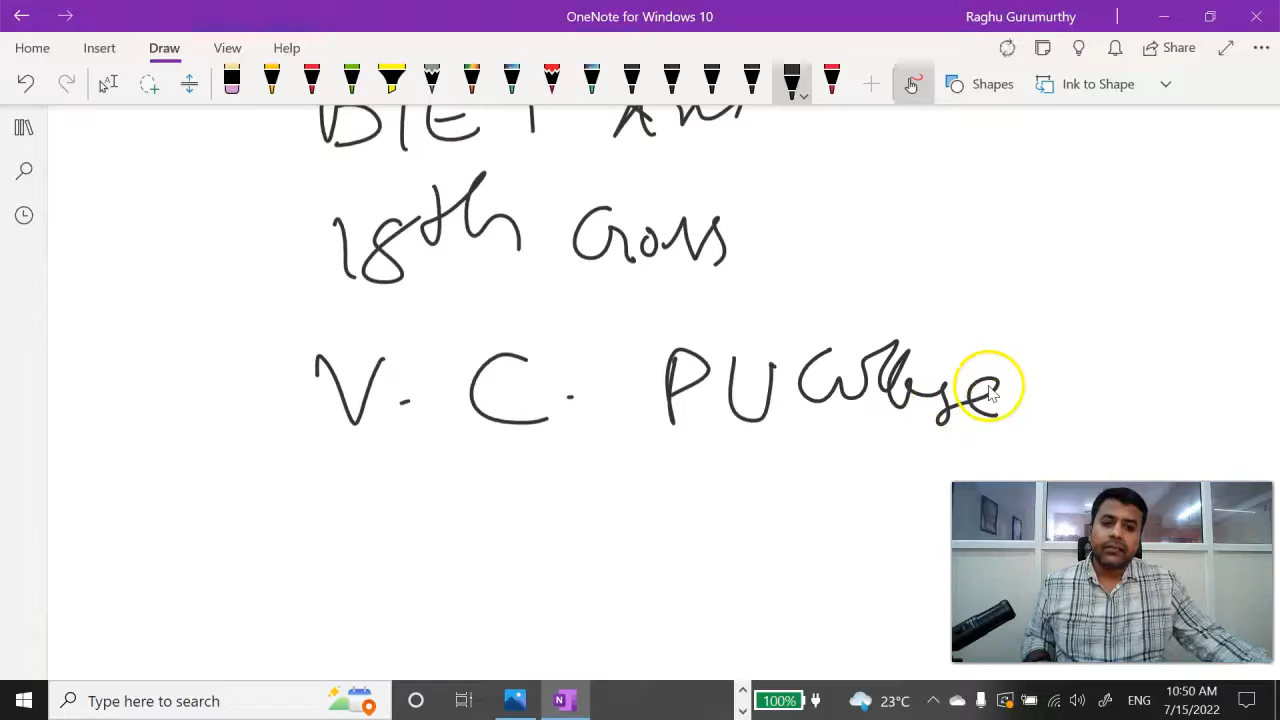 OneNote for Windows 10
Raghu Gurumurthy
Home Insert Draw View Help
Share
Shapes Ink to Shape
18th Cross
V. C. PU College
Type here to search
N
100%
23°C
ENG
10:50 AM
7/15/2022